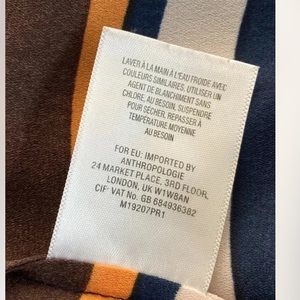 LAVER À LA MAIN À L'EAU FROIDE AVEC
COULEURS SIMILAIRES. UTILISER UN
AGENT DE BLANCHIMENT SANS
CHLORE, AU BESOIN, SUSPENDRE
POUR SÉCHER, REPASSER À
TEMPÉRATURE MOYENNE
AU BESOIN
FOR EU: IMPORTED BY
ANTHROPOLOGIE
24 MARKET PLACE, 3RD FLOOR,
LONDON, UK W1W8AN
CIF· VAT No. GB 684936382
M19207PR1